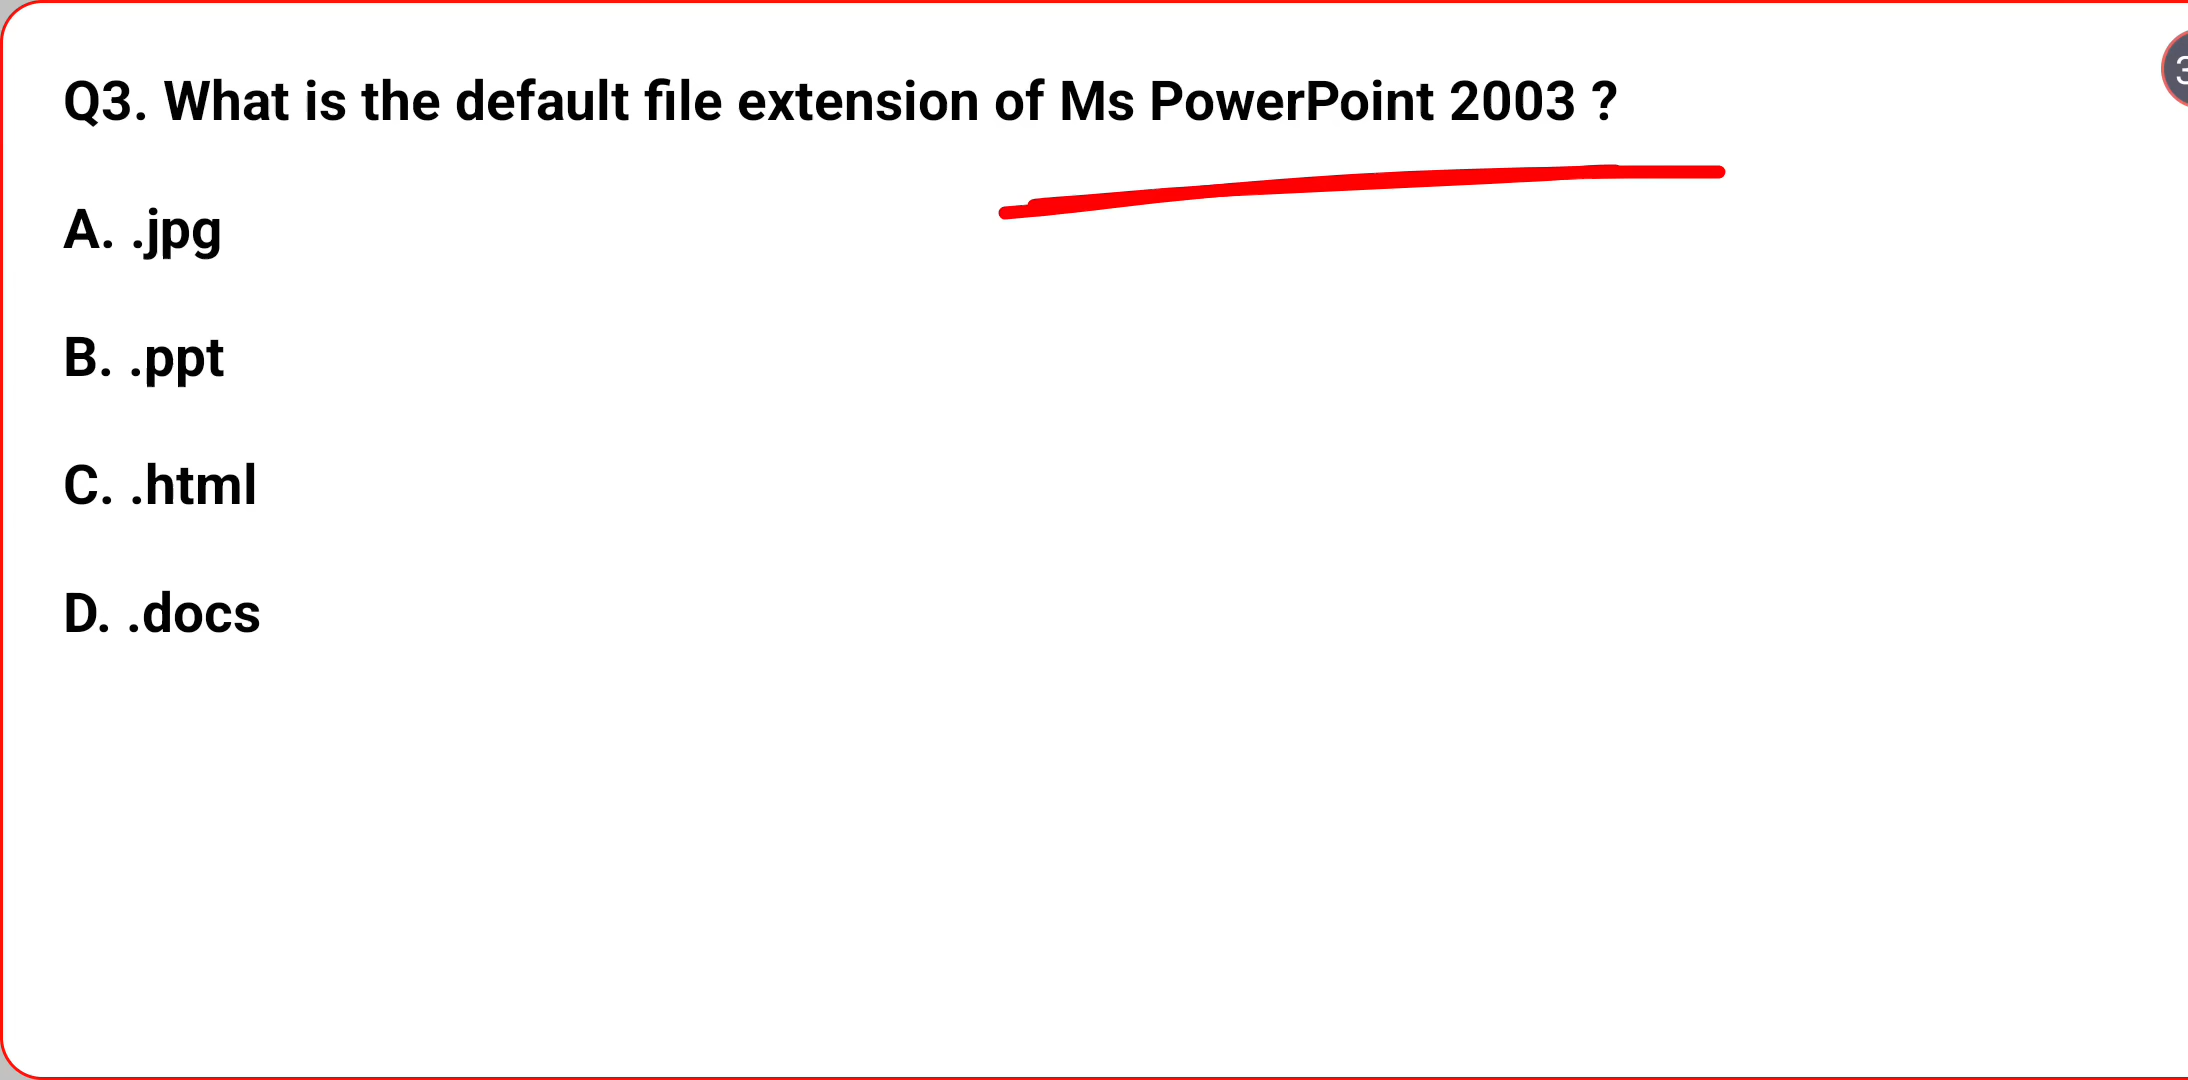 Q3. What is the default file extension of Ms PowerPoint 2003 ?
A. .jpg
B. .ppt
C. .html
D. .docs